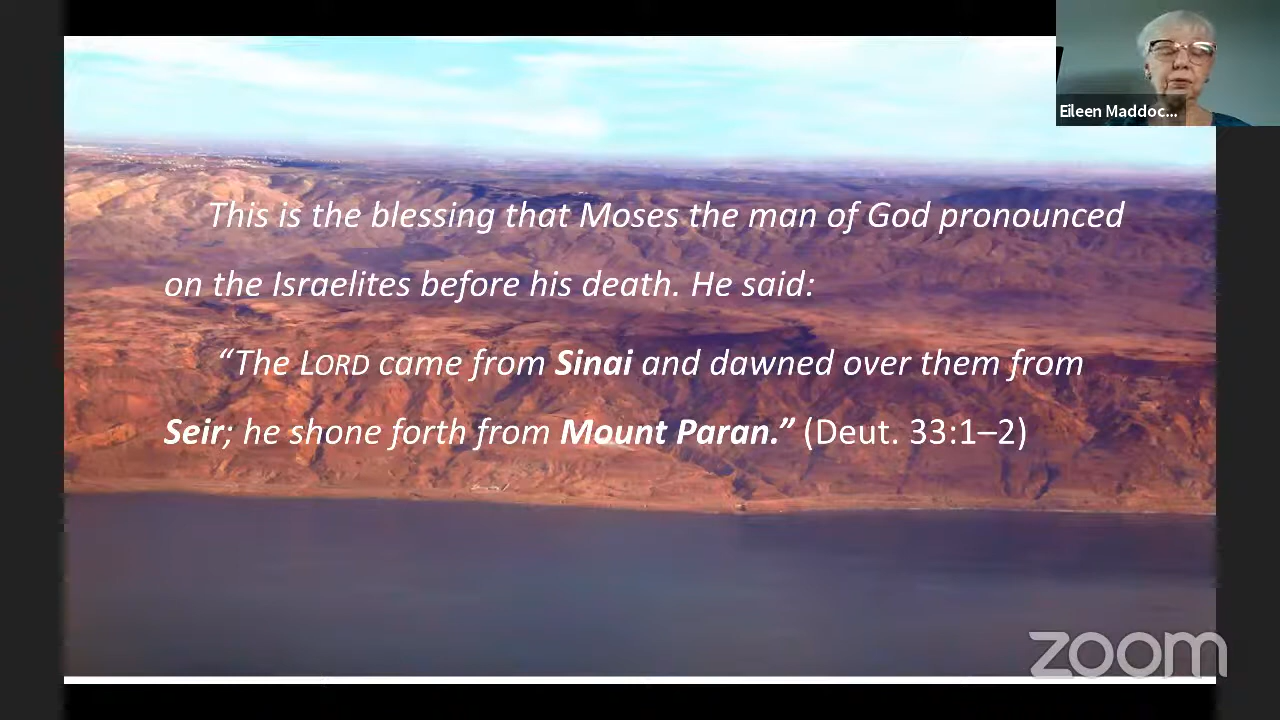 Eileen Maddoc...
This is the blessing that Moses the man of God pronounced
on the Israelites before his death. He said:
“The LORD came from Sinai and dawned over them from
Seir; he shone forth from Mount Paran.” (Deut. 33:1–2)
zoom